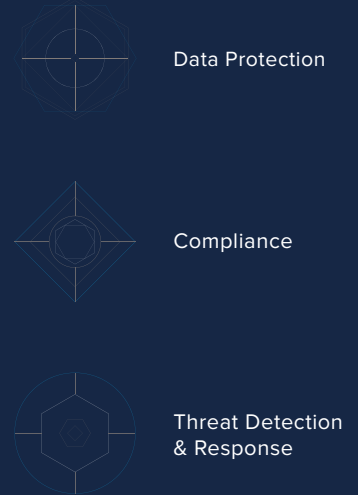 Data Protection
Compliance
Threat Detection
& Response